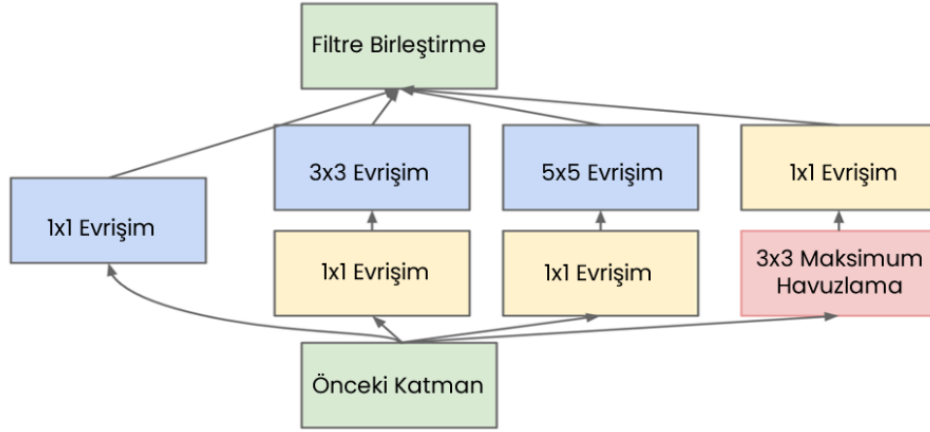 Filtre Birleştirme
3x3 Evrişim
5x5 Evrişim
1x1 Evrişim
1x1 Evrişim
1x1 Evrişim
1x1 Evrişim
3x3 Maksimum
Havuzlama
Önceki Katman